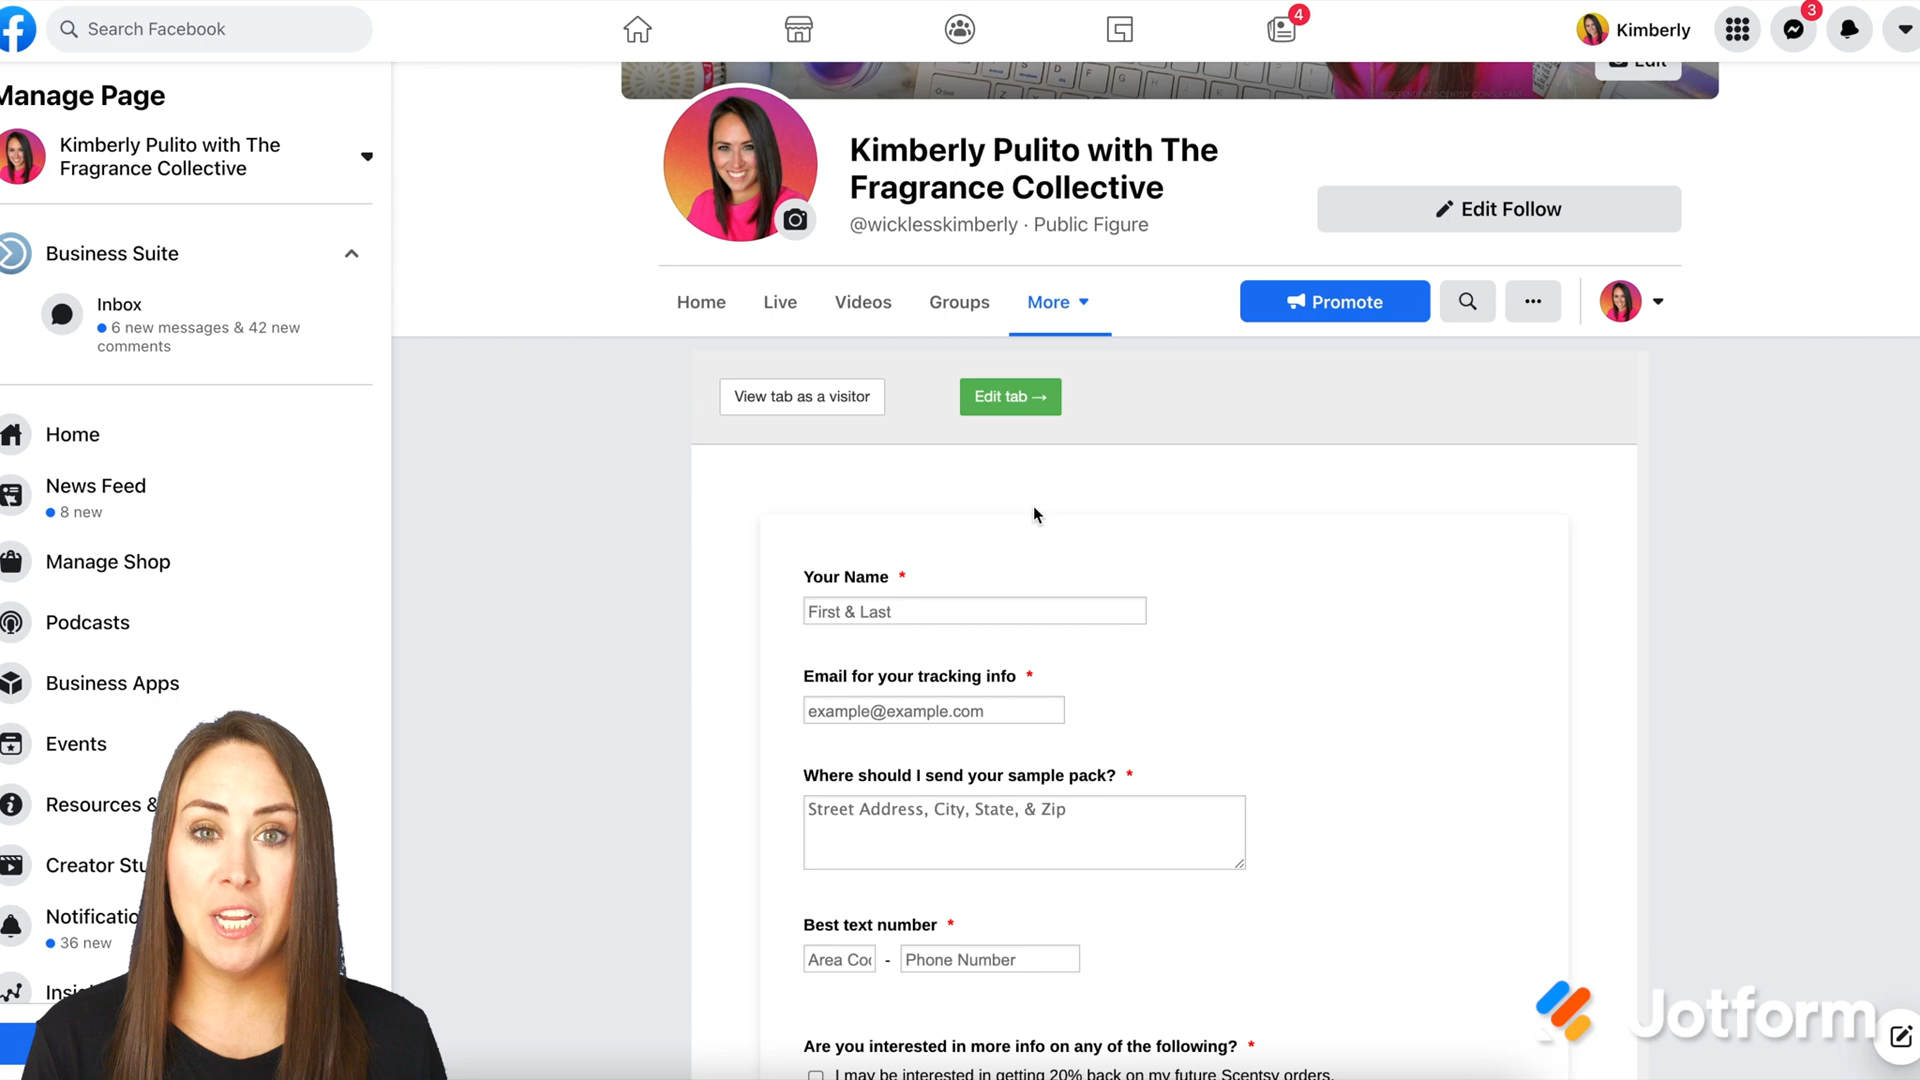 Search Facebook
4
Kimberly
3
Manage Page
Kimberly Pulito with The
Fragrance Collective
Business Suite
Inbox
6 new messages & 42 new
comments
Home
News Feed
8 new
Manage Shop
Podcasts
Business Apps
Events
Resources &
Creator Stu
Notificatio
36 new
Insi
Edit
INDEPENDENT SCENTSY CONSULTANT
Kimberly Pulito with The
Fragrance Collective
@wicklesskimberly · Public Figure
Edit Follow
Home Live Videos Groups More
Promote
View tab as a visitor
Edit tab →
Your Name *
First & Last
Email for your tracking info *
example@example.com
Where should I send your sample pack? *
Street Address, City, State, & Zip
Best text number *
Area Co - Phone Number
Are you interested in more info on any of the following? *
I may be interested in getting 20% back on my future Scentsy orders.
Jotform